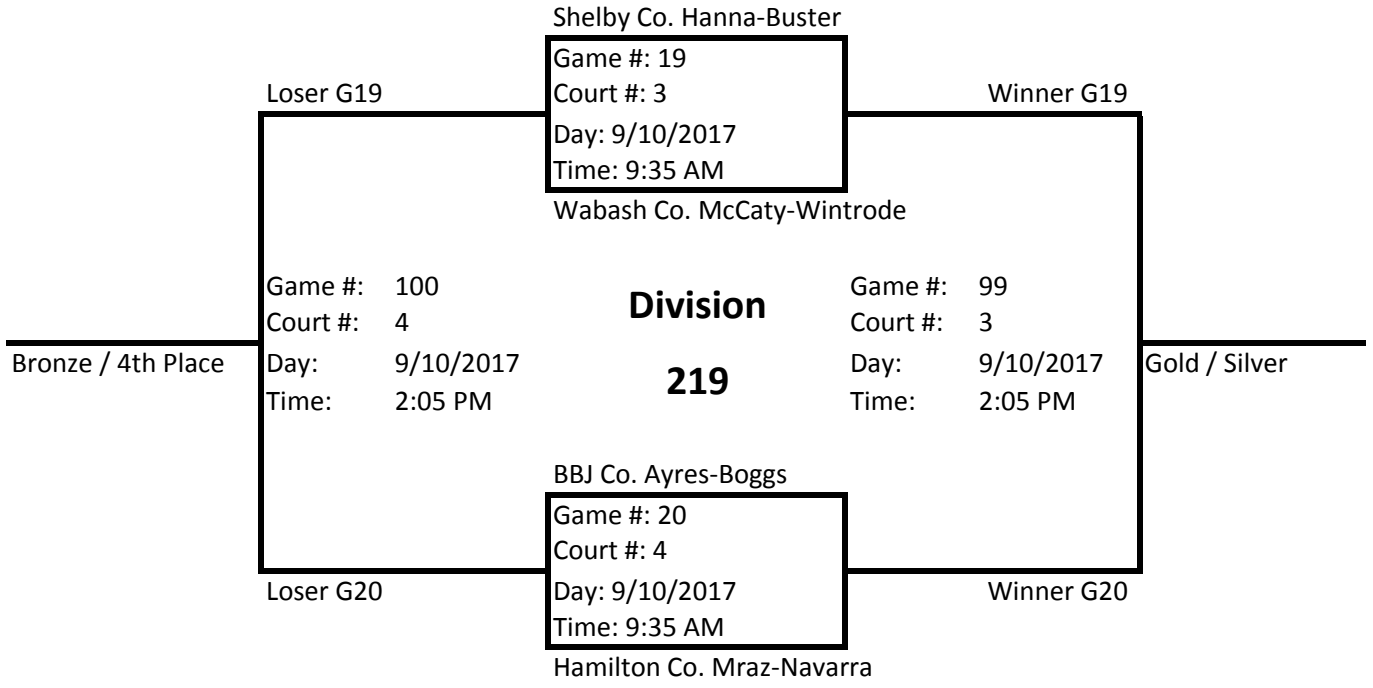 Shelby Co. Hanna-Buster
Game #: 19
Court #: 3
Day: 9/10/2017
Time: 9:35 AM
Wabash Co. McCaty-Wintrode
Loser G19
Winner G19
Game #: 100
Court #: 4
Day: 9/10/2017
Time: 2:05 PM
Bronze / 4th Place
Division
219
Game #: 99
Court #: 3
Day: 9/10/2017
Time: 2:05 PM
Gold / Silver
BBJ Co. Ayres-Boggs
Game #: 20
Court #: 4
Day: 9/10/2017
Time: 9:35 AM
Hamilton Co. Mraz-Navarra
Loser G20
Winner G20